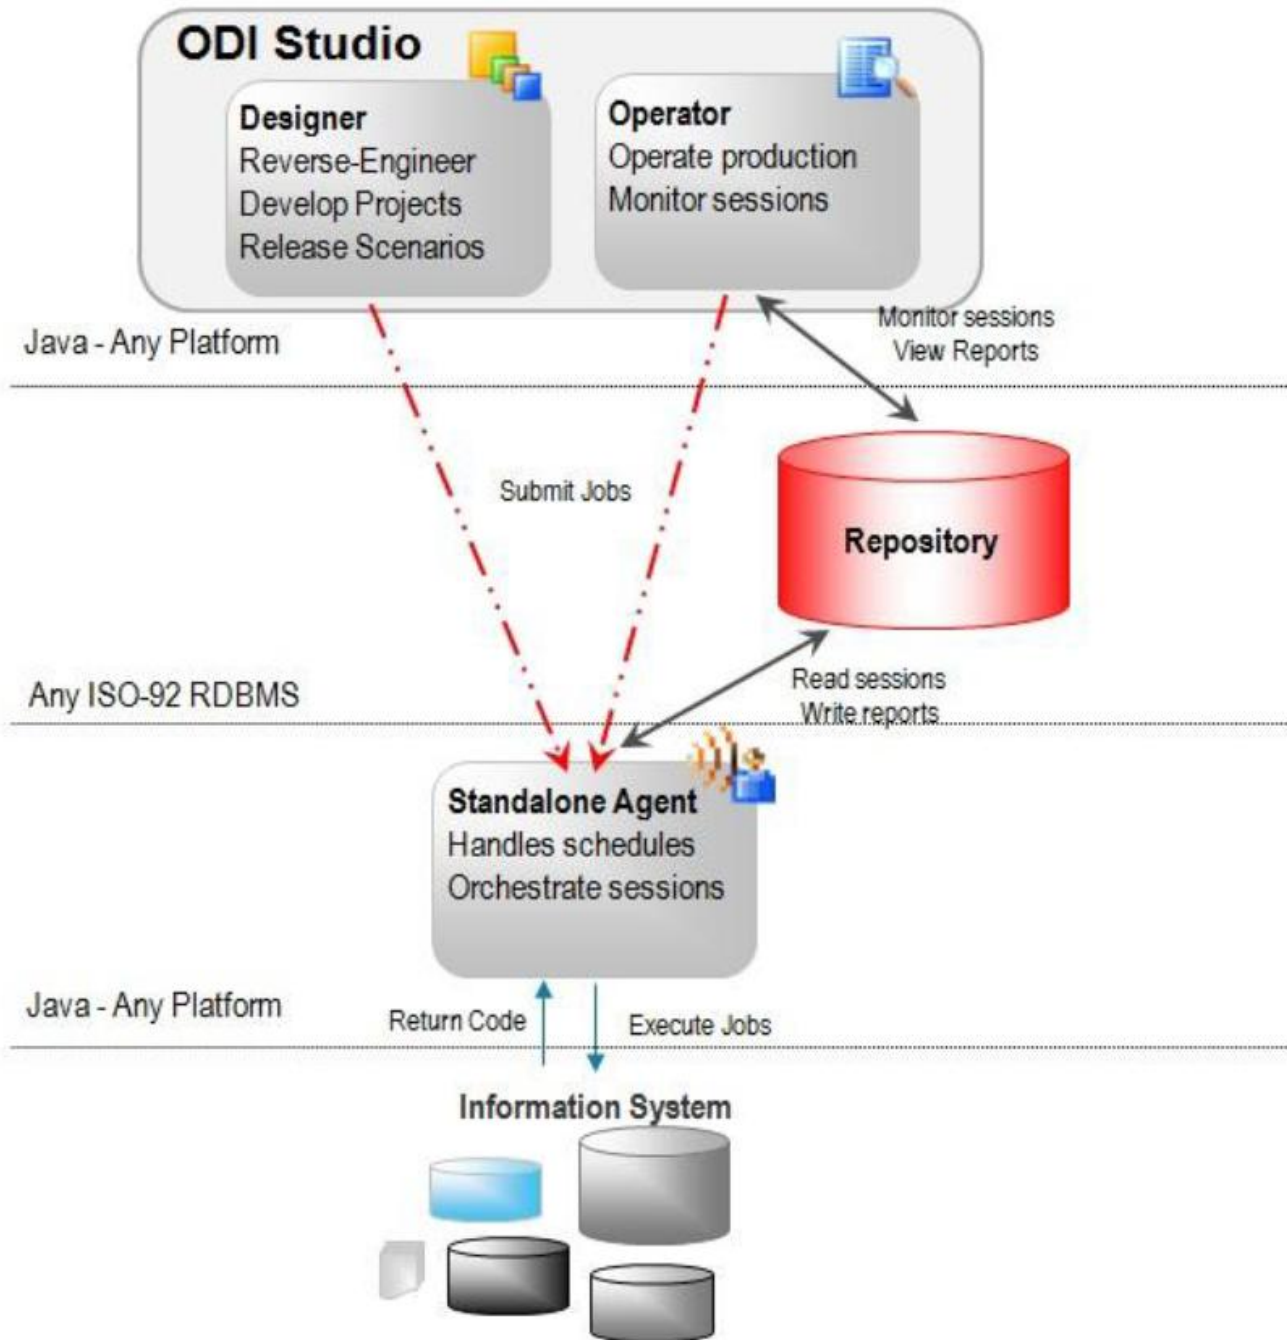 ODI Studio
Designer
Reverse-Engineer
Develop Projects
Release Scenarios
Operator
Operate production
Monitor sessions
Java - Any Platform
Monitor sessions
View Reports
Submit Jobs
Repository
Any ISO-92 RDBMS
Read sessions
Write reports
Standalone Agent
Handles schedules
Orchestrate sessions
Java - Any Platform
Return Code
Execute Jobs
Information System